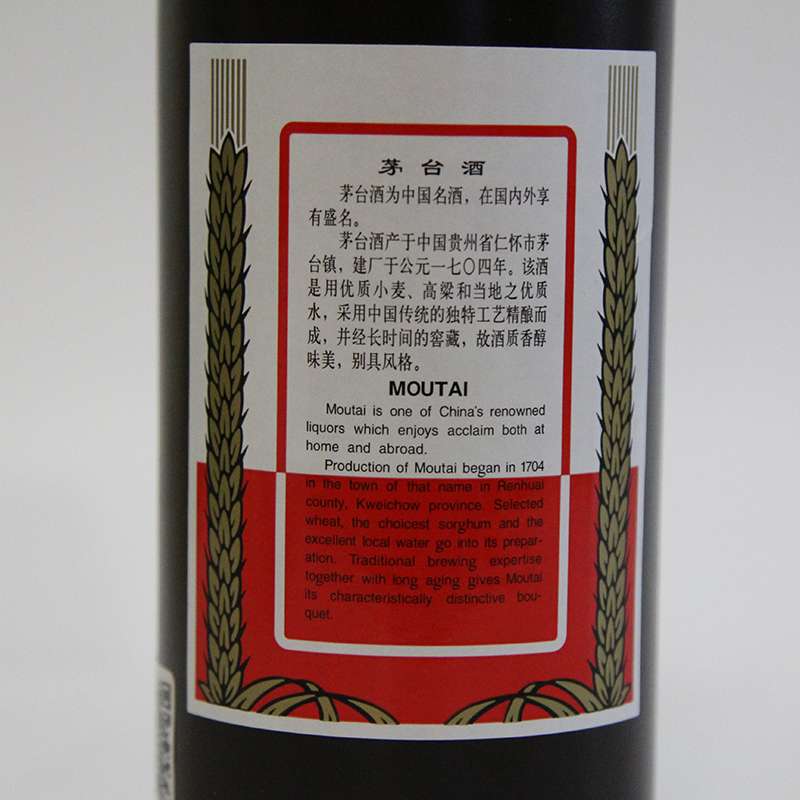 茅台酒
茅台酒为中国名酒，在国内外享
有盛名。
茅台酒产于中国贵州省仁怀市茅
台镇，建厂于公元一七〇四年。该酒
是用优质小麦、高粱和当地之优质
水，采用中国传统的独特工艺精酿而
成，并经长时间的窖藏，故酒质香醇
味美，别具风格。
MOUTAI
Moutai is one of China's renowned
liquors which enjoys acclaim both at
home and abroad.
Production of Moutai began in 1704
in the town of that name in Renhuai
county, Kweichow province. Selected
wheat, the choicest sorghum and the
excellent local water go into its prepar-
ation. Traditional brewing expertise
together with long aging gives Moutai
its characteristically distinctive bou-
quet.